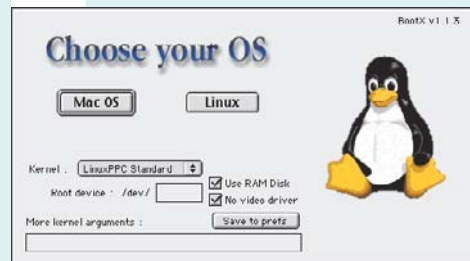 BootX v1.1.3
Choose your OS
Mac OS
Linux
Kernel : LinuxPPC Standard
Use RAM Disk
Root device : /dev/
No video driver
More kernel arguments :
Save to prefs